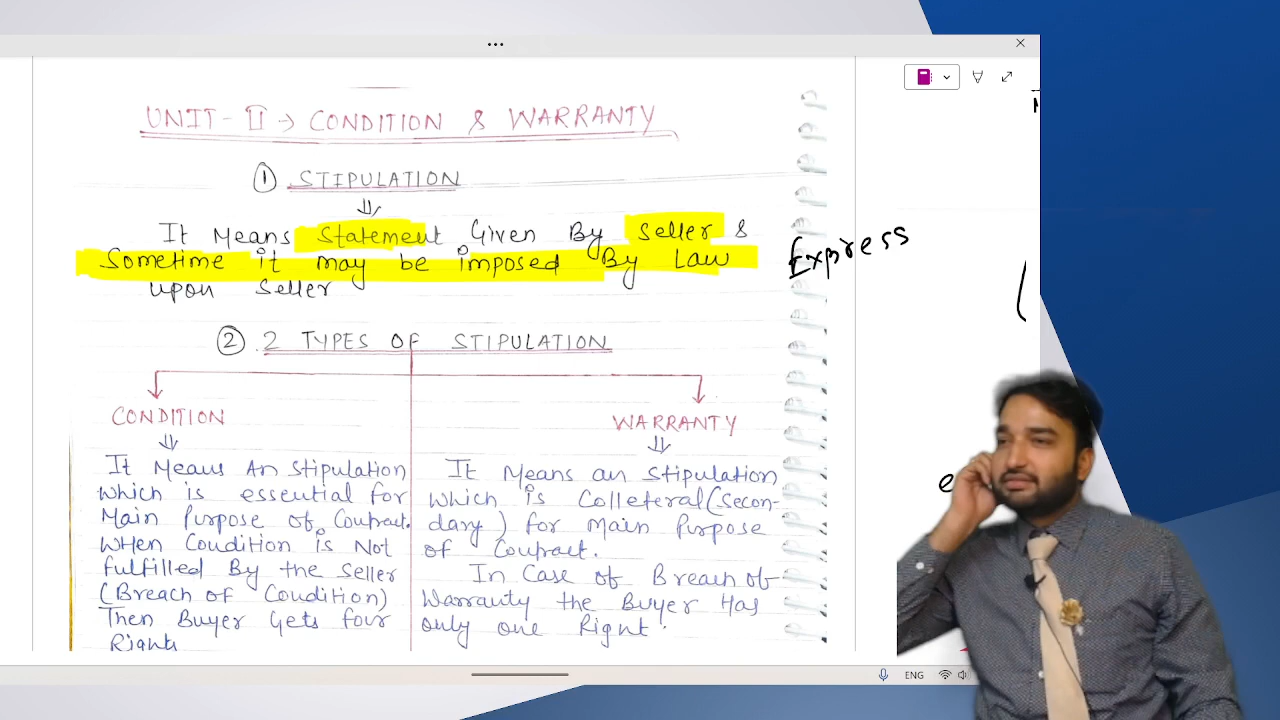 UNIT-II → CONDITION & WARRANTY
① STIPULATION
It Means Statement Given By Seller &
Sometime it may be imposed By Law
upon Seller
Express
② 2 TYPES OF STIPULATION
CONDITION
It Means An Stipulation
which is essential for
Main Purpose of Contract.
When Condition is Not
fulfilled By the Seller
(Breach of Condition)
Then Buyer Gets four
Rights
WARRANTY
It Means an Stipulation
which is Colleteral (Secon-
dary) for Main Purpose
of Contract.
In Case of Breach of
Warranty the Buyer Has
only one Right.
ENG